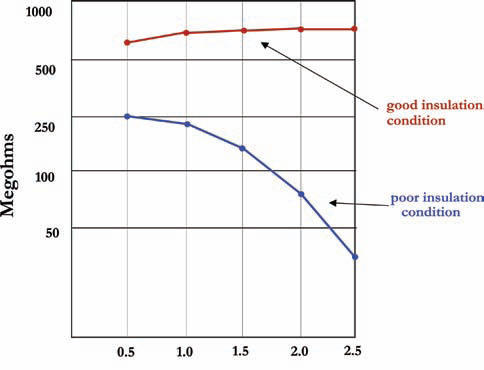 1000
500
250
100
50
Megohms
good insulation
condition
poor insulation
condition
0.5 1.0 1.5 2.0 2.5